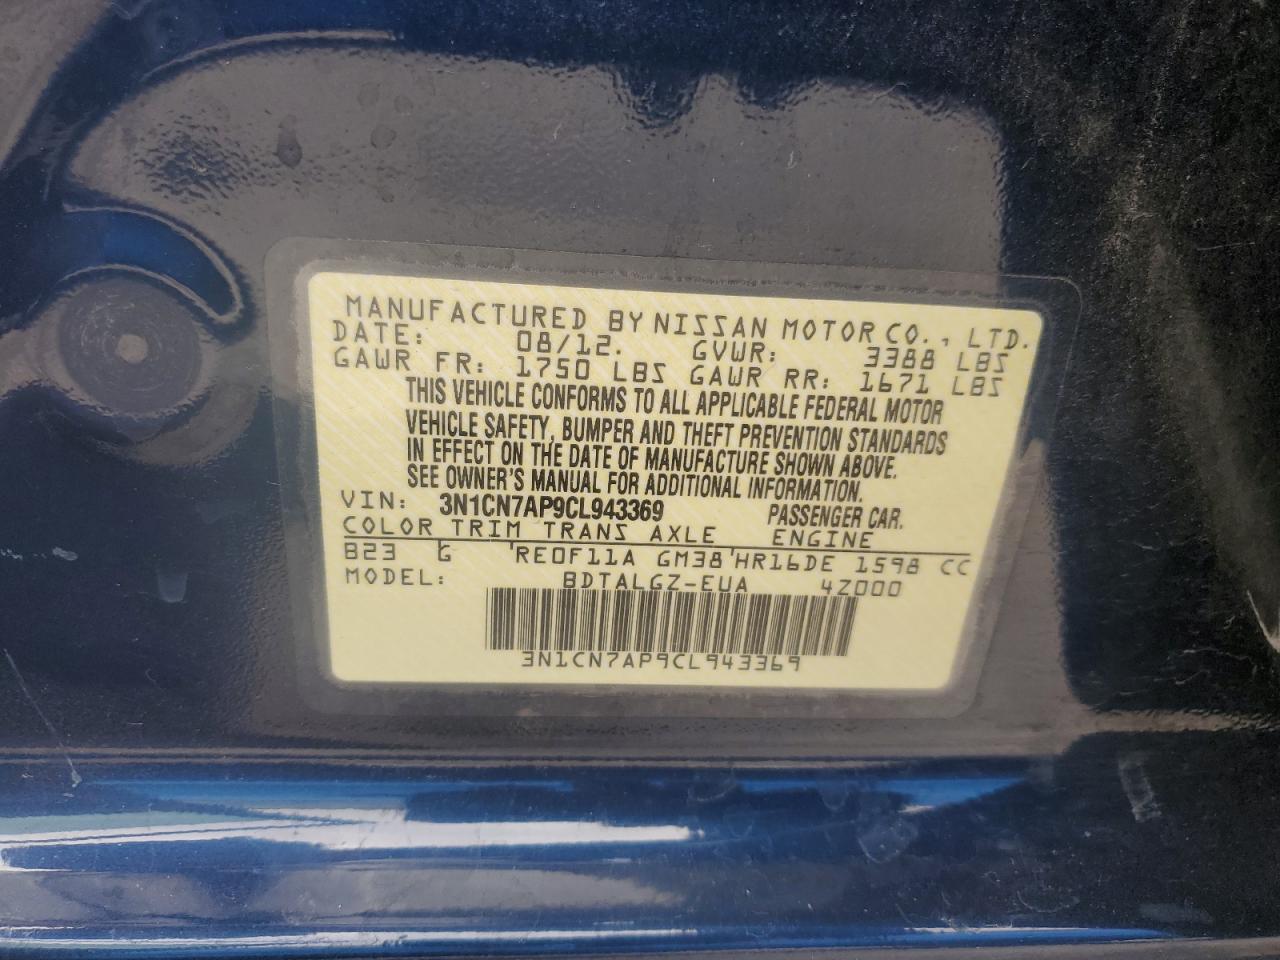 MANUFACTURED BY NISSAN MOTOR CO., LTD.
DATE: 08/12. GVWR: 3388 LBS
GAWR FR: 1750 LBS GAWR RR: 1671 LBS
THIS VEHICLE CONFORMS TO ALL APPLICABLE FEDERAL MOTOR
VEHICLE SAFETY, BUMPER AND THEFT PREVENTION STANDARDS
IN EFFECT ON THE DATE OF MANUFACTURE SHOWN ABOVE.
SEE OWNER'S MANUAL FOR ADDITIONAL INFORMATION.
VIN: 3N1CN7AP9CL943369 PASSENGER CAR.
COLOR TRIM TRANS AXLE ENGINE
B23 G RE0F11A GM38 HR16DE 1598 CC
MODEL: BDTALGZ-EUA 4Z000
3N1CN7AP9CL943369